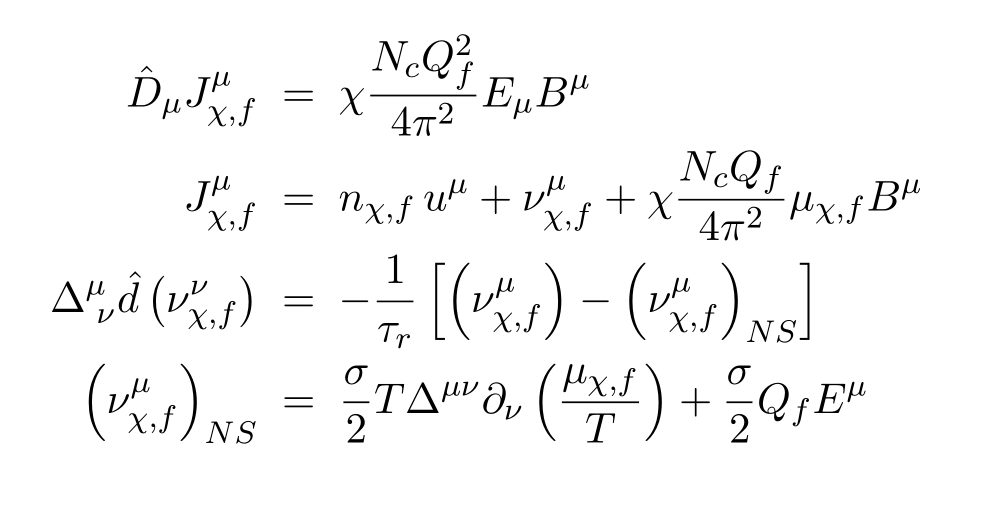 \hat{D}_\mu J^\mu_{\chi,f} = \chi \frac{N_c Q_f^2}{4\pi^2} E_\mu B^\mu
J^\mu_{\chi,f} = n_{\chi,f} \, u^\mu + \nu^\mu_{\chi,f} + \chi \frac{N_c Q_f}{4\pi^2} \mu_{\chi,f} B^\mu
\Delta^\mu_{\ \nu} \hat{d} \left( \nu^\nu_{\chi,f} \right) = -\frac{1}{\tau_r} \left[ \left( \nu^\mu_{\chi,f} \right) - \left( \nu^\mu_{\chi,f} \right)_{NS} \right]
\left( \nu^\mu_{\chi,f} \right)_{NS} = \frac{\sigma}{2} T \Delta^{\mu\nu} \partial_\nu \left( \frac{\mu_{\chi,f}}{T} \right) + \frac{\sigma}{2} Q_f E^\mu